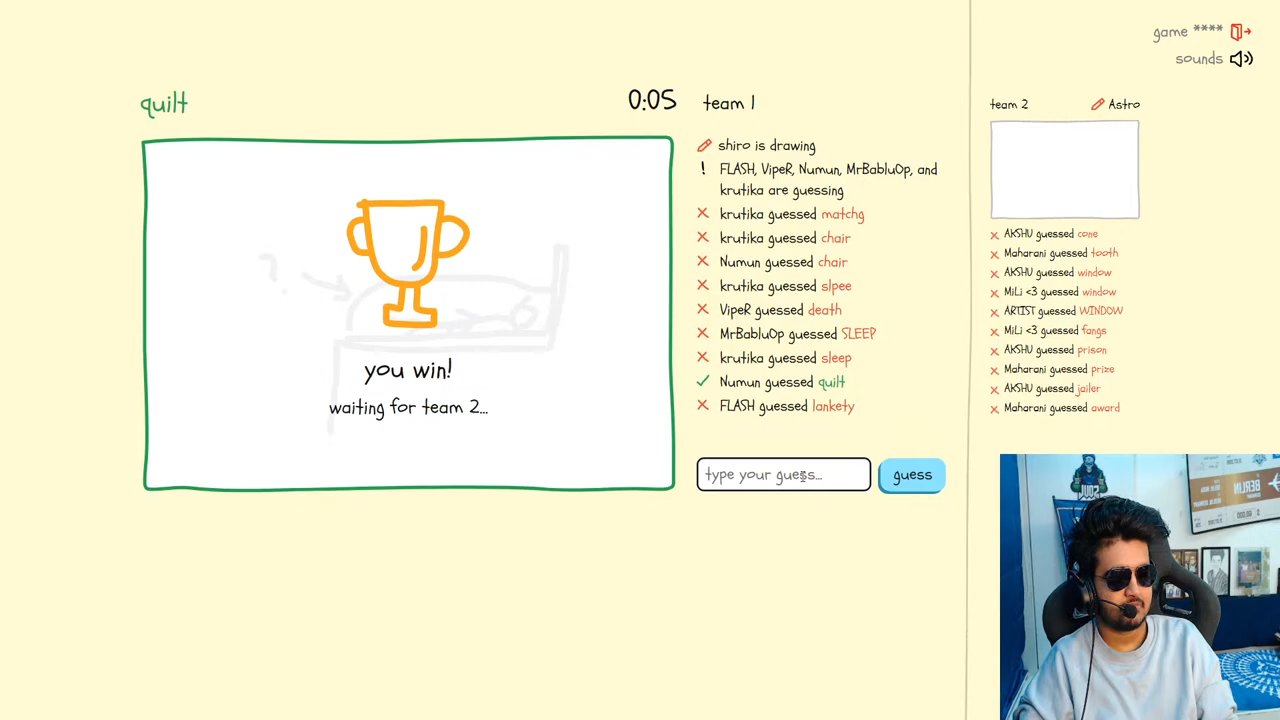 game ****
sounds
quilt
0:05
team 1
team 2
Astro
shiro is drawing
! FLASH, VipeR, Numun, MrBabluOp, and
krutika are guessing
krutika guessed matchg
krutika guessed chair
Numun guessed chair
krutika guessed slpee
VipeR guessed death
MrBabluOp guessed SLEEP
krutika guessed sleep
Numun guessed quilt
FLASH guessed lankety
?
you win!
waiting for team 2...
type your guess...
guess
AKSHU guessed cone
Maharani guessed tooth
AKSHU guessed window
MiLi <3 guessed window
ARTIST guessed WINDOW
MiLi <3 guessed fangs
AKSHU guessed prison
Maharani guessed prize
AKSHU guessed jailer
Maharani guessed award
SOUL
BERLIN